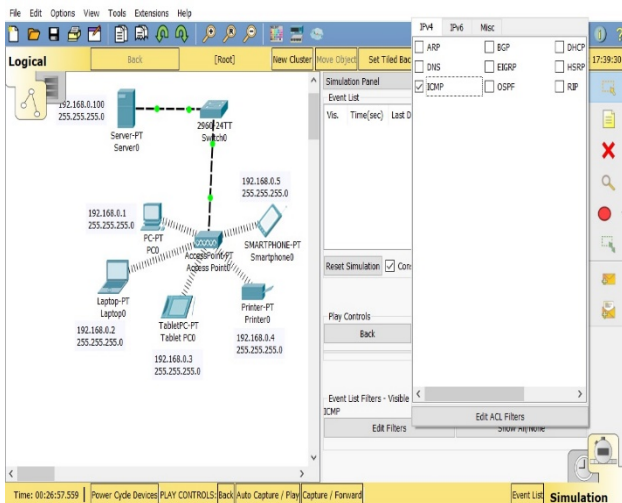 File Edit Options View Tools Extensions Help
Logical Back [Root] New Cluster Move Object Set Tiled Bac 17:39:30
192.168.0.100
255.255.255.0
Server-PT
Server0
2960-24TT
Switch0
192.168.0.5
255.255.255.0
192.168.0.1
255.255.255.0
PC-PT
PC0
AccessPoint-PT
Access Point0
SMARTPHONE-PT
Smartphone0
Laptop-PT
Laptop0
192.168.0.2
255.255.255.0
TabletPC-PT
Tablet PC0
192.168.0.3
255.255.255.0
Printer-PT
Printer0
192.168.0.4
255.255.255.0
Simulation Panel
Event List
Vis. Time(sec) Last D
Reset Simulation Con
Play Controls
Back
Event List Filters - Visible
ICMP
Edit Filters Show All/None
IPv4 IPv6 Misc
ARP BGP DHCP
DNS EIGRP HSRP
ICMP OSPF RIP
Edit ACL Filters
Time: 00:26:57.559 Power Cycle Devices PLAY CONTROLS: Back Auto Capture / Play Capture / Forward Event List Simulation